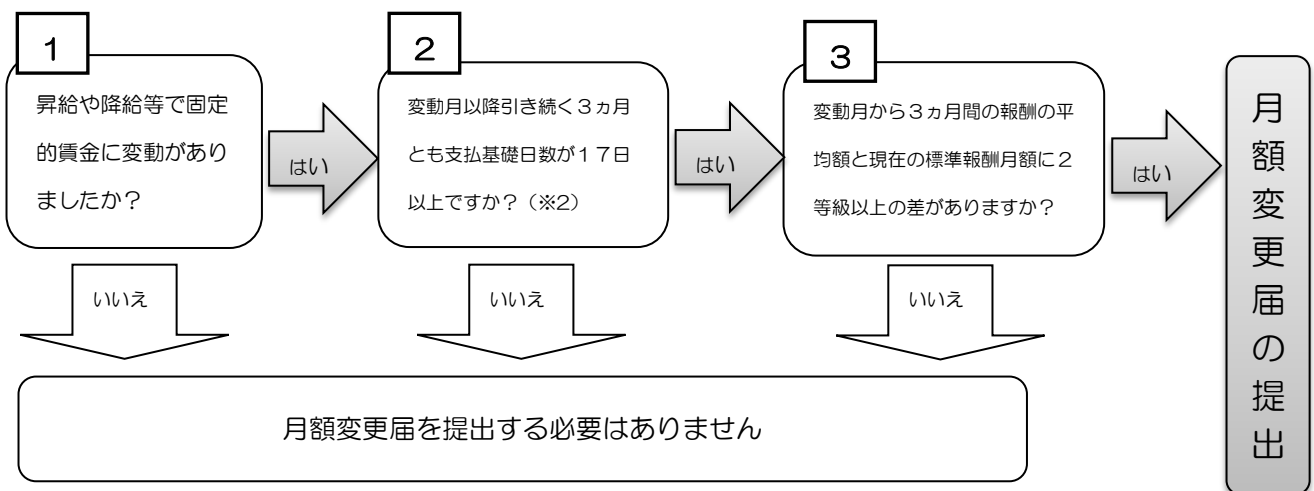 １
昇給や降給等で固定
的賃金に変動があり
ましたか？
はい
２
変動月以降引き続く３ヵ月
とも支払基礎日数が１７日
以上ですか？（※2）
はい
３
変動月から３ヵ月間の報酬の平
均額と現在の標準報酬月額に２
等級以上の差がありますか？
はい
月額変更届の提出
いいえ
いいえ
いいえ
月額変更届を提出する必要はありません